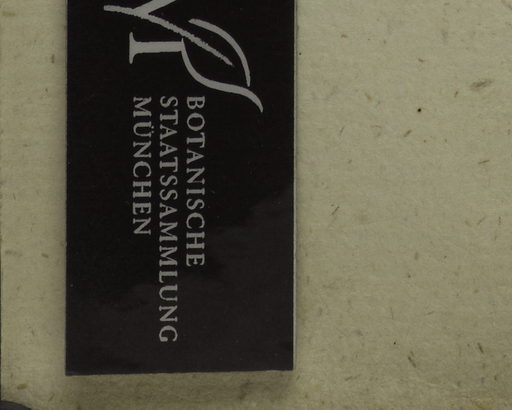 BOTANISCHE
STAATSSAMMLUNG
MÜNCHEN